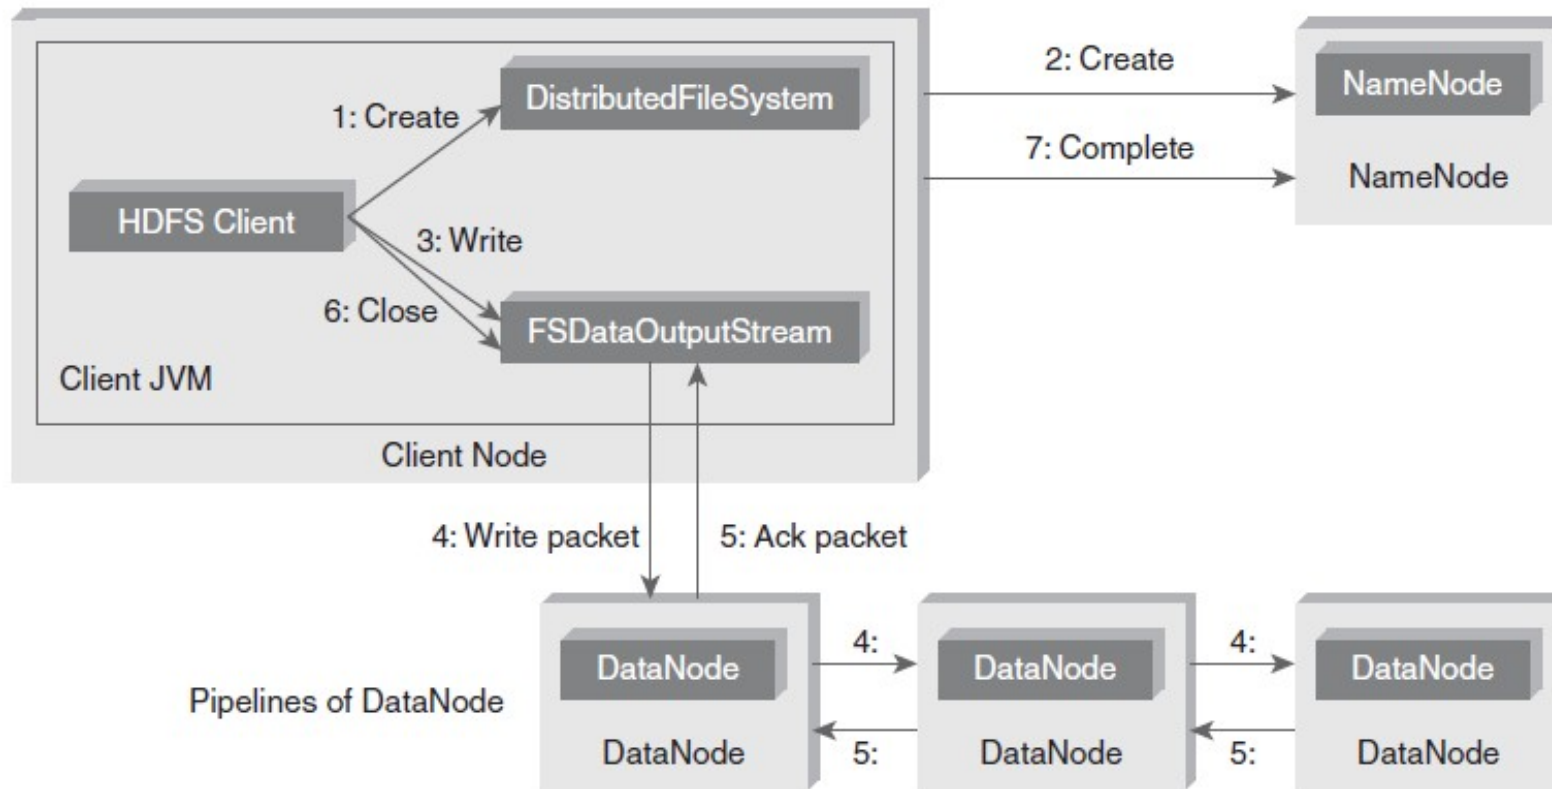 DistributedFileSystem
1: Create
HDFS Client
3: Write
6: Close
FSDataOutputStream
Client JVM
Client Node
2: Create
7: Complete
NameNode
NameNode
4: Write packet
5: Ack packet
Pipelines of DataNode
DataNode
DataNode
4:
5:
DataNode
DataNode
4:
5:
DataNode
DataNode